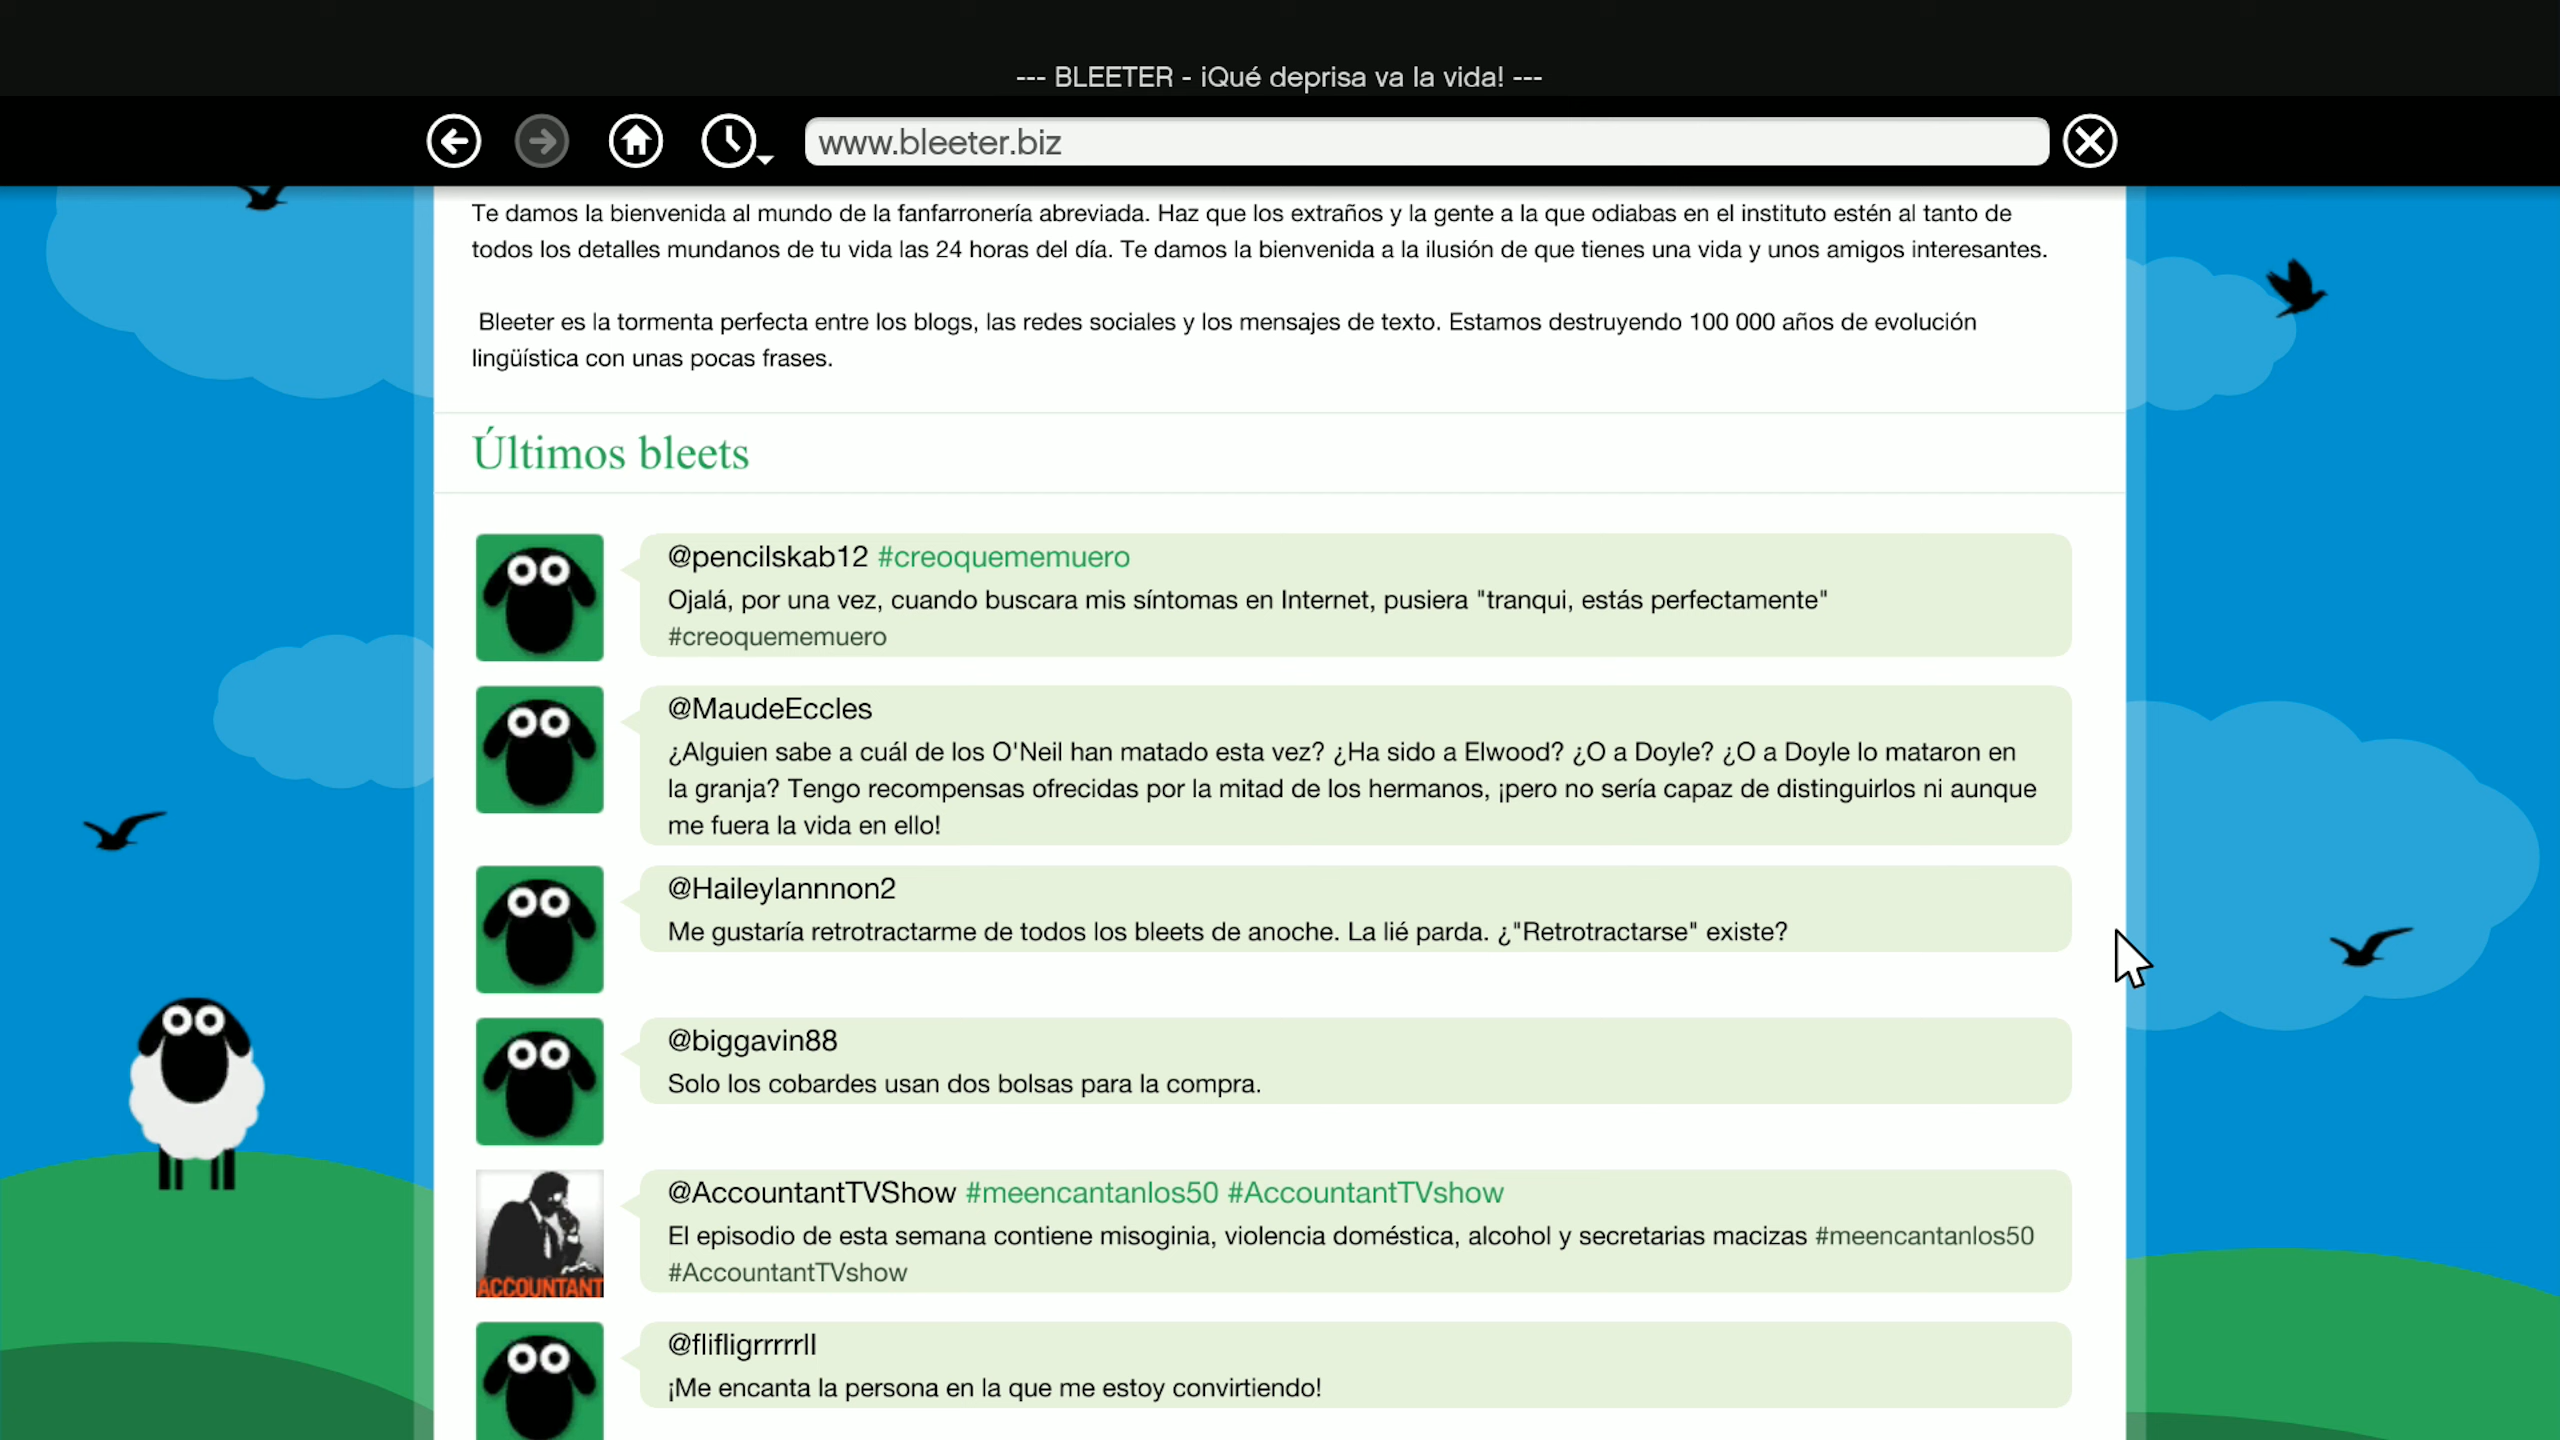 --- BLEETER - ¡Qué deprisa va la vida! ---
www.bleeter.biz
Te damos la bienvenida al mundo de la fanfarronería abreviada. Haz que los extraños y la gente a la que odiabas en el instituto estén al tanto de
todos los detalles mundanos de tu vida las 24 horas del día. Te damos la bienvenida a la ilusión de que tienes una vida y unos amigos interesantes.
Bleeter es la tormenta perfecta entre los blogs, las redes sociales y los mensajes de texto. Estamos destruyendo 100 000 años de evolución
lingüística con unas pocas frases.
Últimos bleets
@pencilskab12 #creoquememuero
Ojalá, por una vez, cuando buscara mis síntomas en Internet, pusiera "tranqui, estás perfectamente"
#creoquememuero
@MaudeEccles
¿Alguien sabe a cuál de los O'Neil han matado esta vez? ¿Ha sido a Elwood? ¿O a Doyle? ¿O a Doyle lo mataron en
la granja? Tengo recompensas ofrecidas por la mitad de los hermanos, ¡pero no sería capaz de distinguirlos ni aunque
me fuera la vida en ello!
@Haileylannnon2
Me gustaría retrotractarme de todos los bleets de anoche. La lié parda. ¿"Retrotractarse" existe?
@biggavin88
Solo los cobardes usan dos bolsas para la compra.
ACCOUNTANT
@AccountantTVShow #meencantanlos50 #AccountantTVshow
El episodio de esta semana contiene misoginia, violencia doméstica, alcohol y secretarias macizas #meencantanlos50
#AccountantTVshow
@flifligrrrrrll
¡Me encanta la persona en la que me estoy convirtiendo!